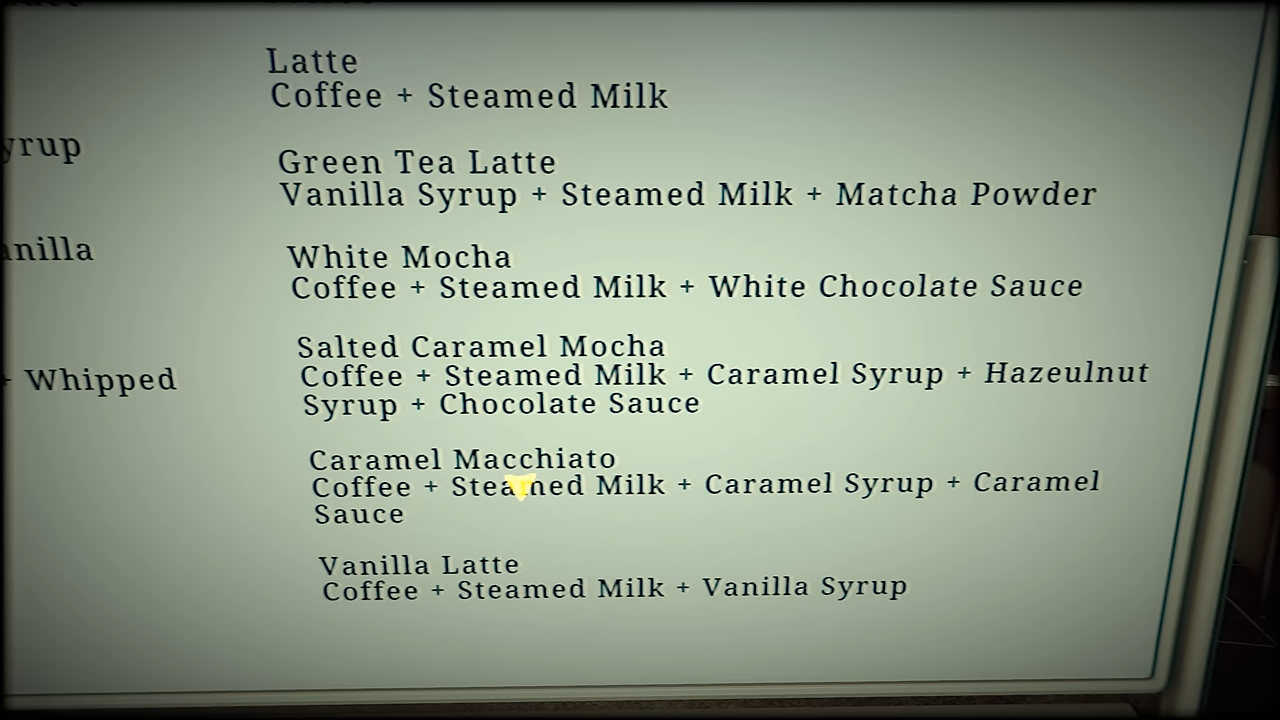 Latte
Coffee + Steamed Milk
Green Tea Latte
Vanilla Syrup + Steamed Milk + Matcha Powder
White Mocha
Coffee + Steamed Milk + White Chocolate Sauce
Salted Caramel Mocha
Coffee + Steamed Milk + Caramel Syrup + Hazeulnut
Syrup + Chocolate Sauce
Caramel Macchiato
Coffee + Steamed Milk + Caramel Syrup + Caramel
Sauce
Vanilla Latte
Coffee + Steamed Milk + Vanilla Syrup
yrup
anilla
+ Whipped